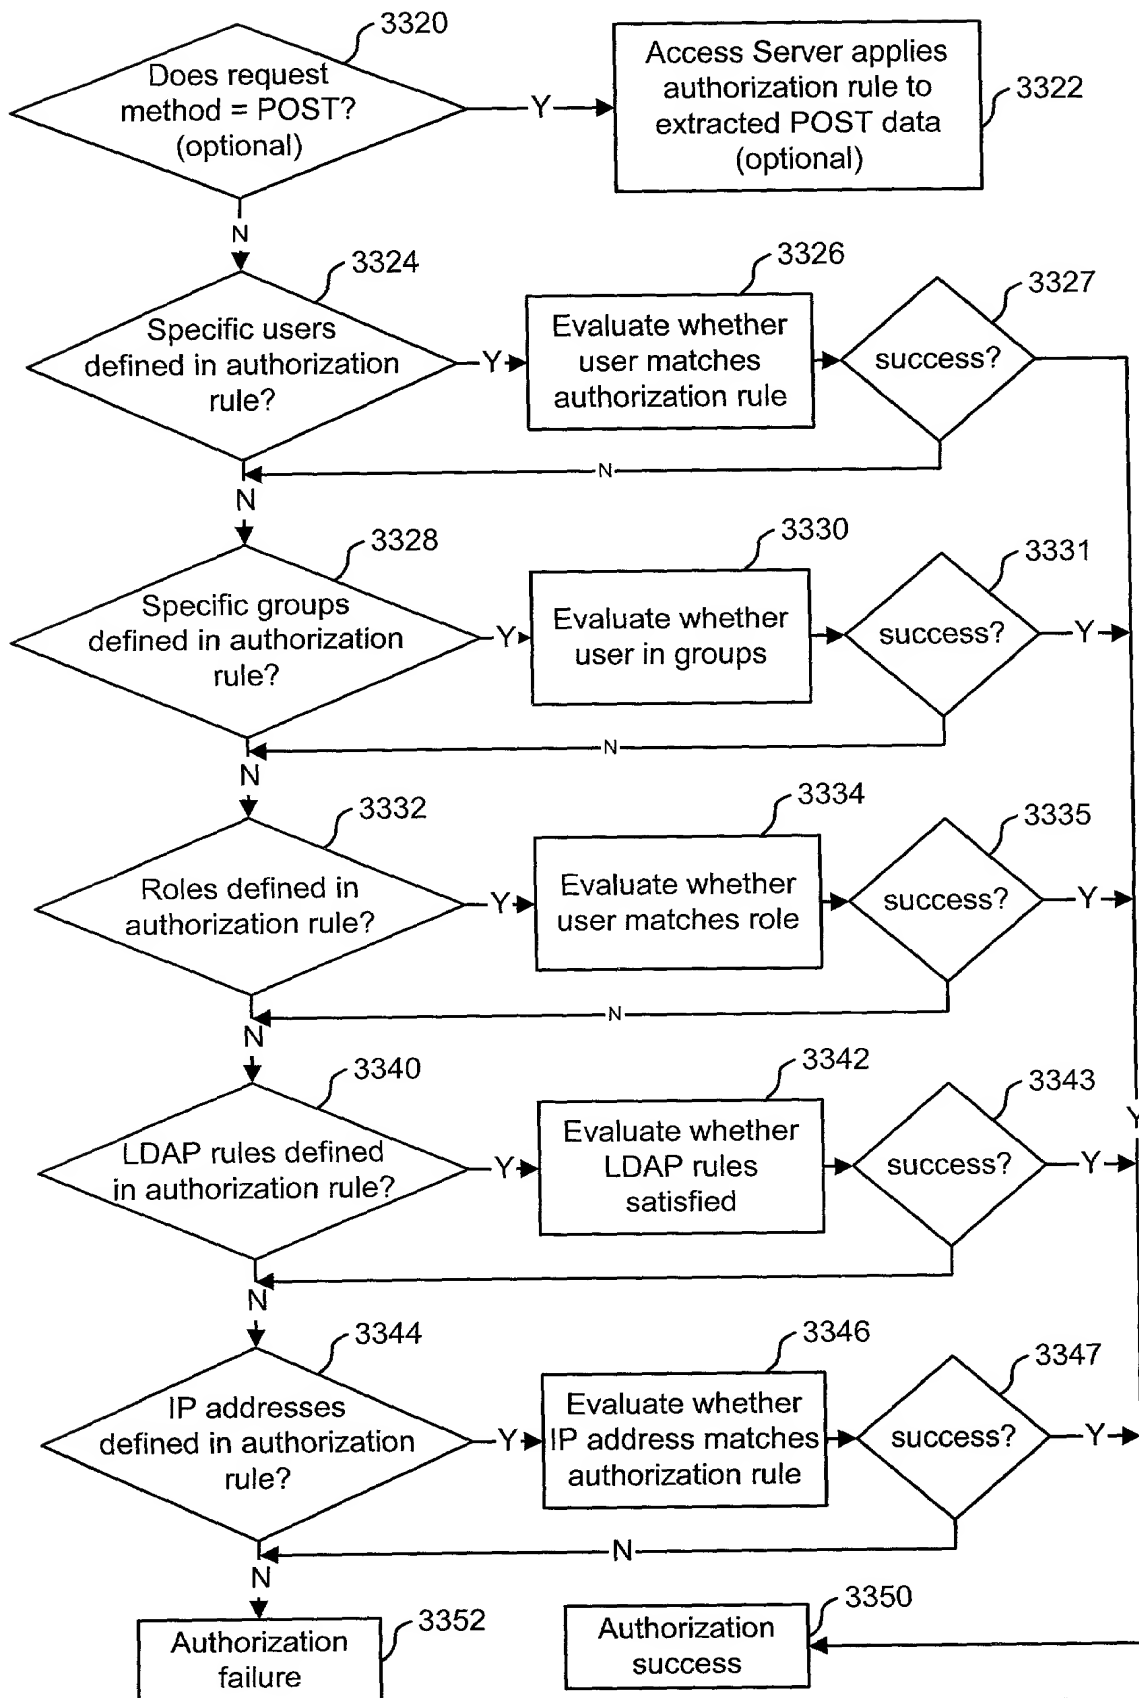 3320
Does request
method = POST?
(optional)
Y
Access Server applies
authorization rule to
extracted POST data
(optional)
3322
N
3324
Specific users
defined in authorization
rule?
Y
3326
Evaluate whether
user matches
authorization rule
3327
success?
N
N
3328
Specific groups
defined in authorization
rule?
Y
3330
Evaluate whether
user in groups
3331
success?
Y
N
N
3332
Roles defined in
authorization rule?
Y
3334
Evaluate whether
user matches role
3335
success?
Y
N
N
3340
LDAP rules defined
in authorization rule?
Y
3342
Evaluate whether
LDAP rules
satisfied
3343
success?
Y
Y
N
3344
IP addresses
defined in authorization
rule?
Y
3346
Evaluate whether
IP address matches
authorization rule
3347
success?
Y
N
N
3352
Authorization
failure
3350
Authorization
success